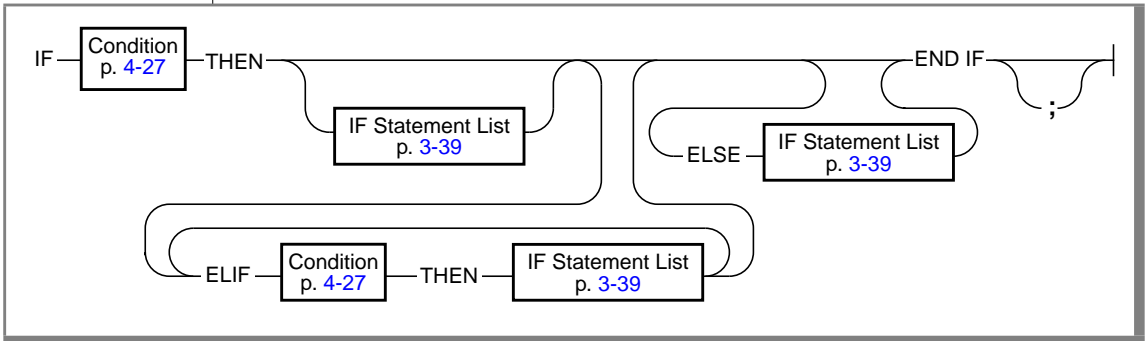 IF
Condition
p. 4-27
THEN
IF Statement List
p. 3-39
ELSE
IF Statement List
p. 3-39
END IF
;
ELIF
Condition
p. 4-27
THEN
IF Statement List
p. 3-39